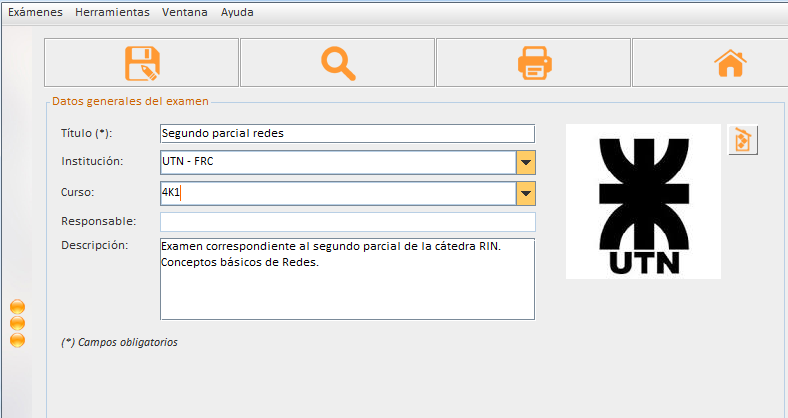 Exámenes Herramientas Ventana Ayuda
Datos generales del examen
Título (*): Segundo parcial redes
Institución: UTN - FRC
Curso: 4K1
Responsable:
Descripción: Examen correspondiente al segundo parcial de la cátedra RIN.
Conceptos básicos de Redes.
(*) Campos obligatorios
UTN